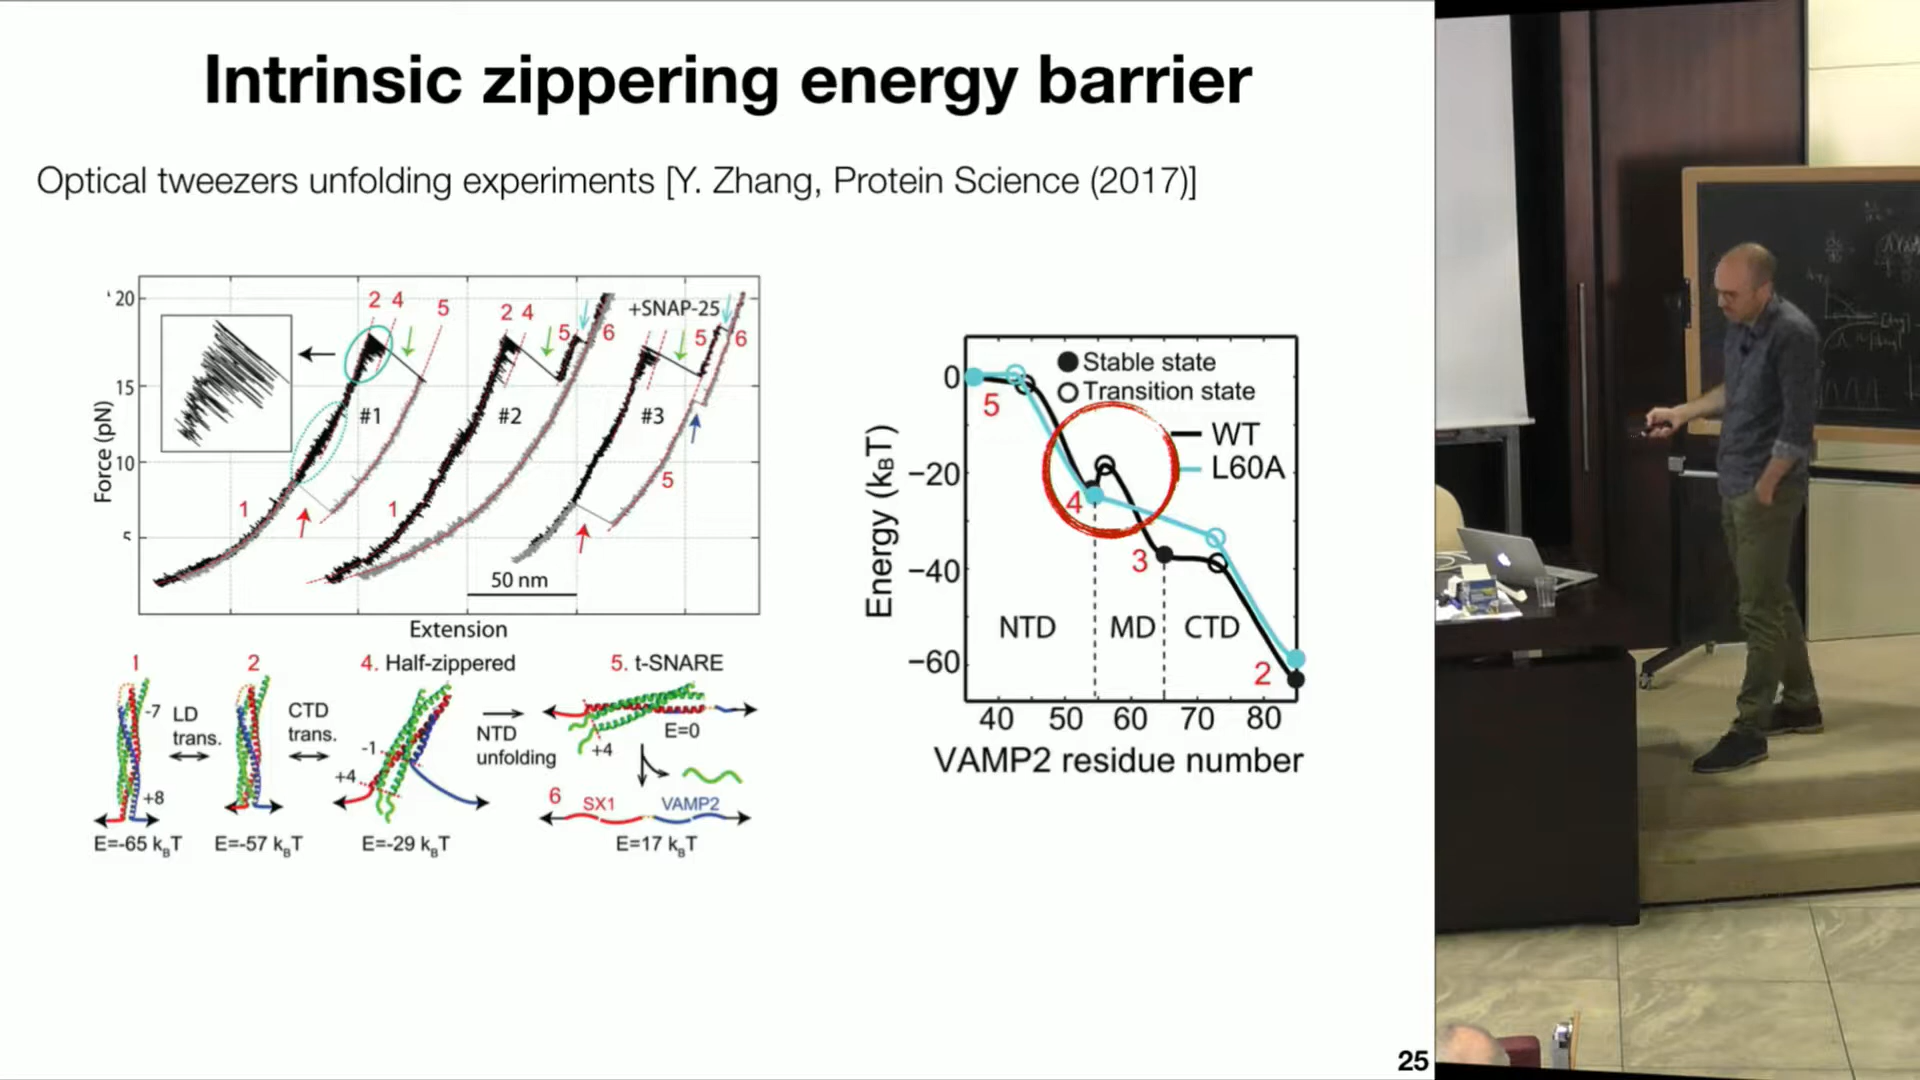 Intrinsic zippering energy barrier
Optical tweezers unfolding experiments [Y. Zhang, Protein Science (2017)]
Force (pN)
20
15
10
5
2 4 5
2 4 5 6
+SNAP-25
5 6
#1
#2
#3
1
1
5
50 nm
Extension
1
2
4. Half-zippered
5. t-SNARE
-7
LD
trans.
CTD
trans.
-1
+4
+8
NTD
unfolding
+4
E=0
6
SX1
VAMP2
E=-65 kBT
E=-57 kBT
E=-29 kBT
E=17 kBT
Energy (kBT)
0
−20
−40
−60
Stable state
Transition state
WT
L60A
5
4
3
2
NTD
MD
CTD
40 50 60 70 80
VAMP2 residue number
25